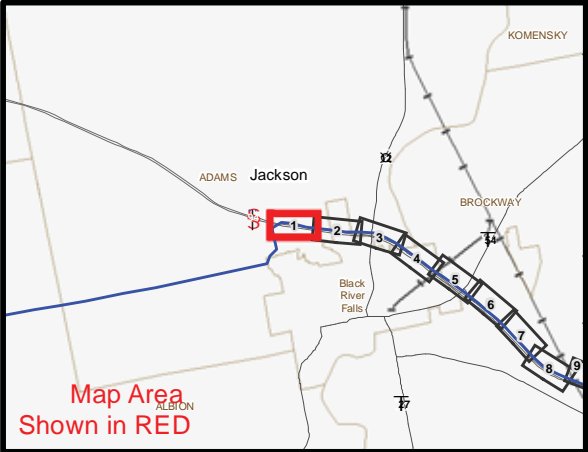 KOMENSKY
12
ADAMS
Jackson
BROCKWAY
1
2
3
54
4
5
Black
River
Falls
6
7
8
9
Map Area
ALBION
Shown in RED
27